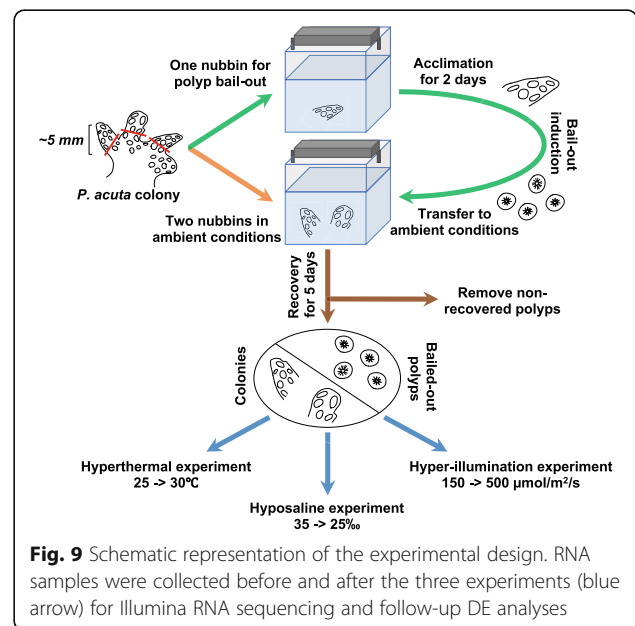 One nubbin for
polyp bail-out
Acclimation
for 2 days
~5 mm
P. acuta colony
Bail-out
induction
Two nubbins in
ambient conditions
Transfer to
ambient conditions
Recovery
for 5 days
Remove non-
recovered polyps
Colonies
Bailed-out
polyps
Hyperthermal experiment
25 -> 30℃
Hyper-illumination experiment
150 -> 500 µmol/m²/s
Hyposaline experiment
35 -> 25‰
Fig. 9 Schematic representation of the experimental design. RNA
samples were collected before and after the three experiments (blue
arrow) for Illumina RNA sequencing and follow-up DE analyses